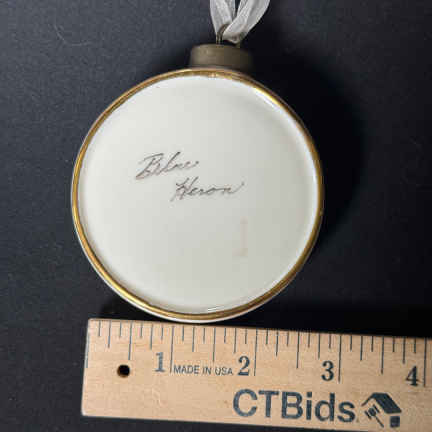 Blue
Heron
1 MADE IN USA 2 3 4
CTBids